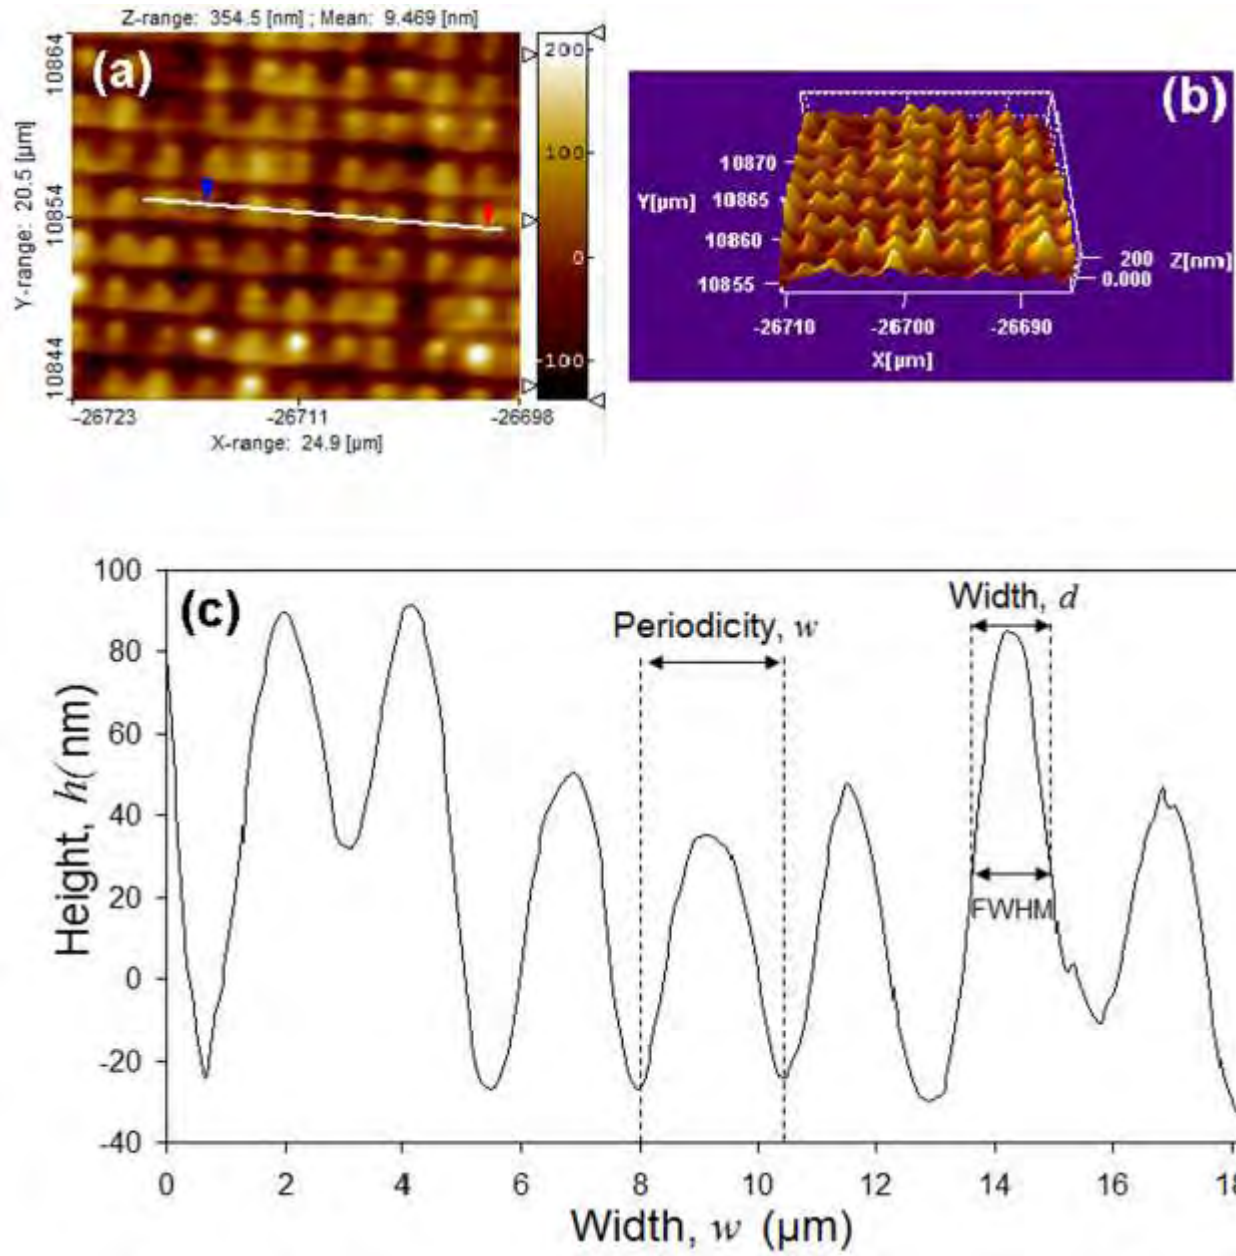 Z-range: 354.5 [nm] ; Mean: 9.469 [nm]
(a)
Y-range: 20.5 [µm]
10864
10854
10844
-26723
-26711
-26698
X-range: 24.9 [µm]
200
100
0
-100
(b)
10870
Y[µm] 10865
10860
10855
200 Z[nm]
0.000
-26710
-26700
-26690
X[µm]
(c)
Height, h( nm)
100
80
60
40
20
0
-20
-40
Periodicity, w
Width, d
FWHM
0 2 4 6 8 10 12 14 16 18
Width, w (µm)